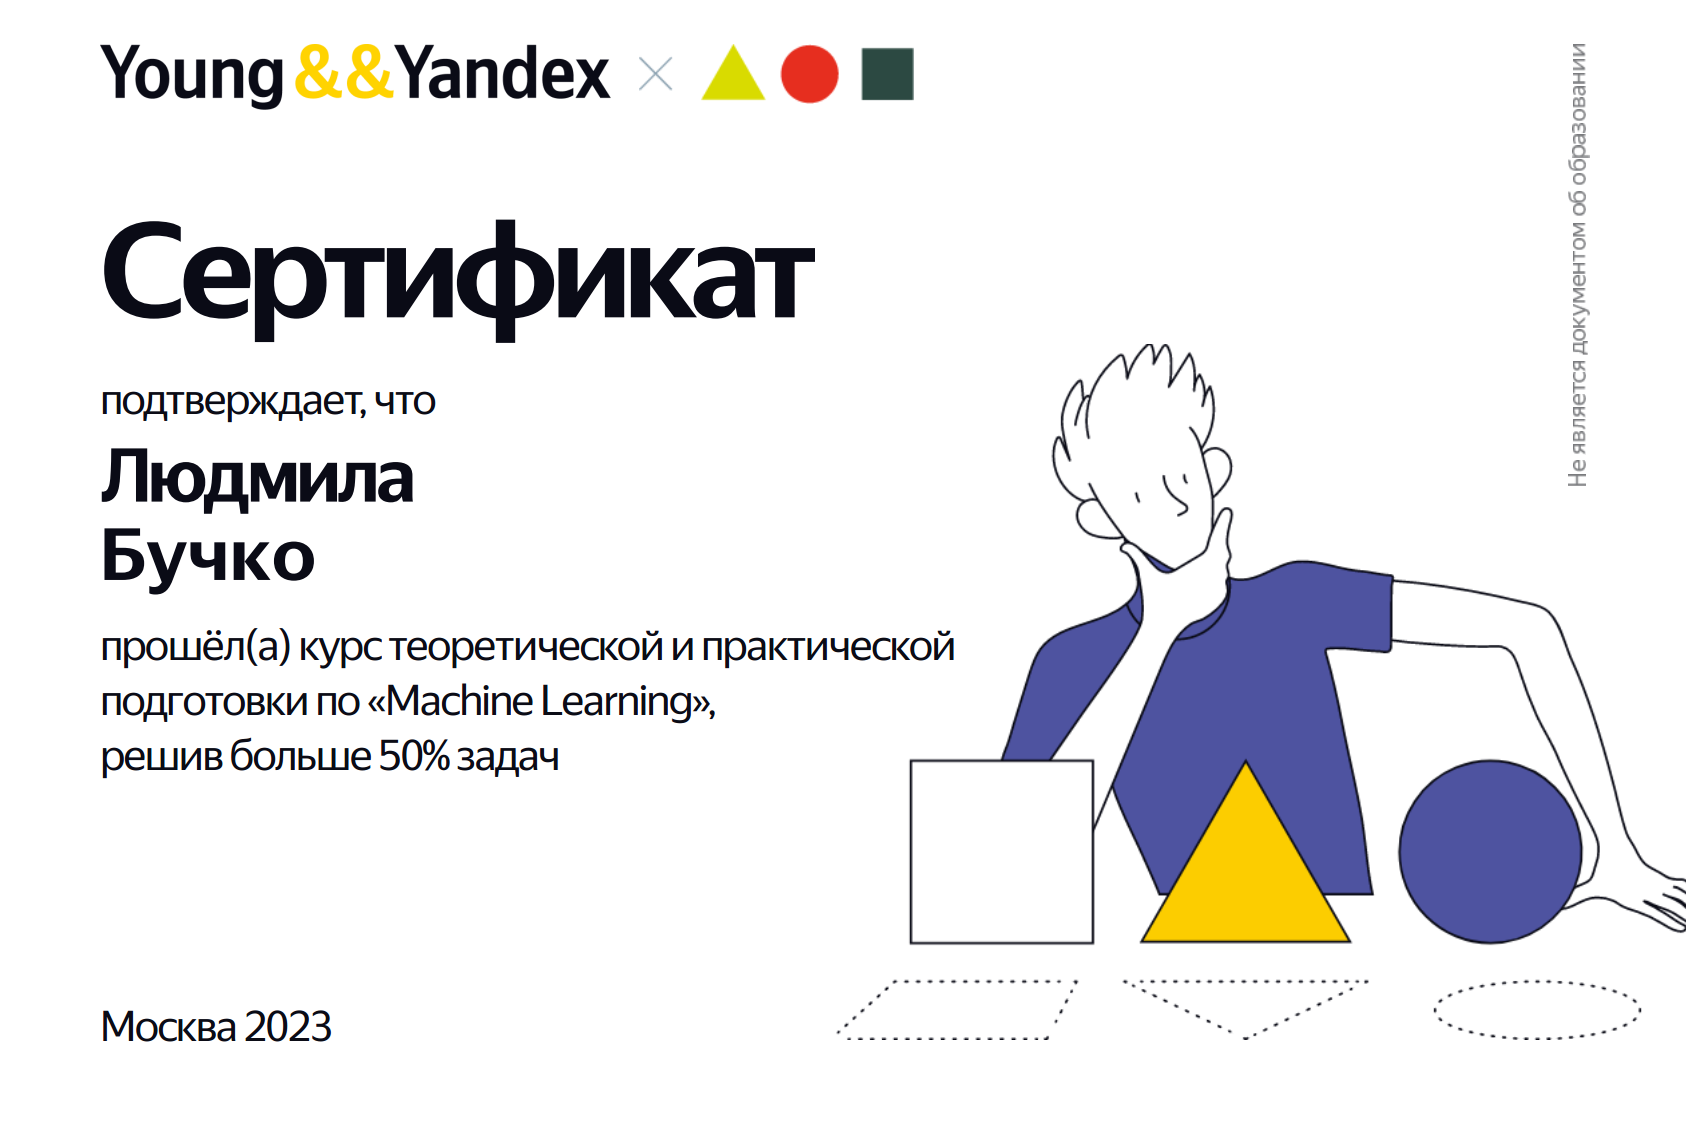 Young&&Yandex
Сертификат
подтверждает, что
Людмила
Бучко
прошёл(а) курс теоретической и практической
подготовки по «Machine Learning»,
решив больше 50% задач
Москва 2023
Не является документом об образовании